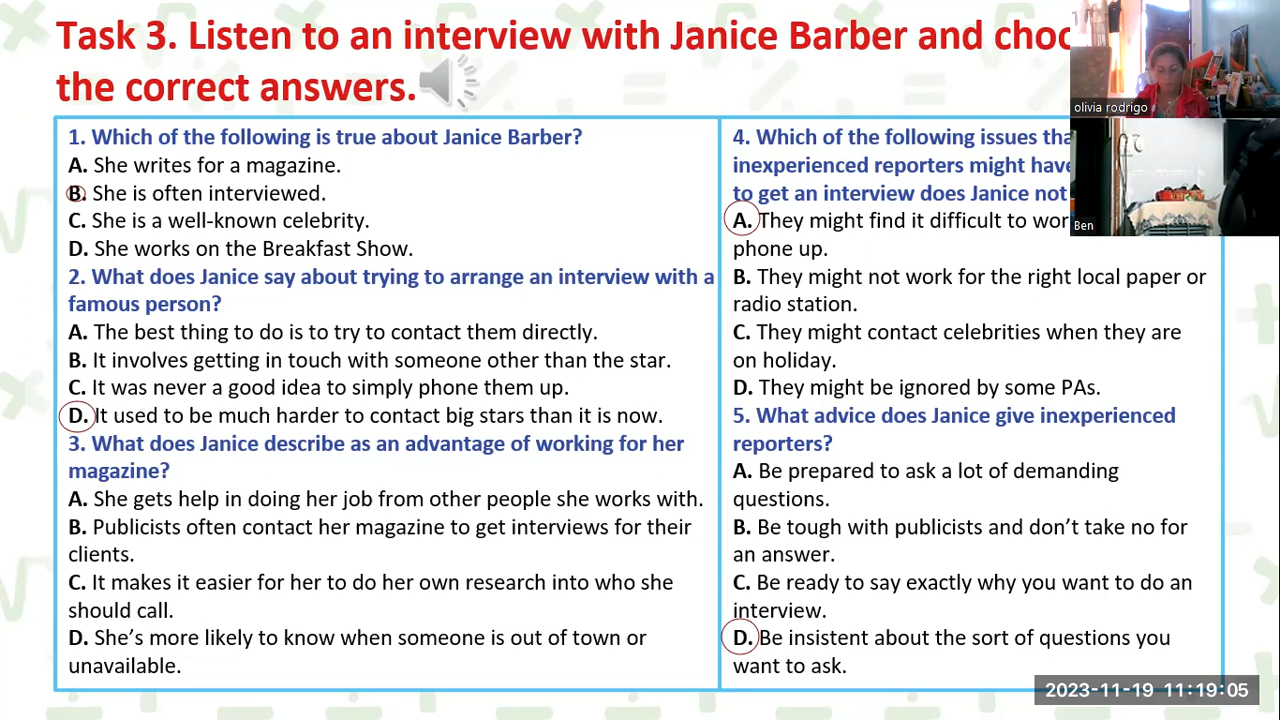 Task 3. Listen to an interview with Janice Barber and
the correct answers.
1. Which of the following is true about Janice Barber?
A. She writes for a magazine.
B. She is often interviewed.
C. She is a well-known celebrity.
D. She works on the Breakfast Show.
2. What does Janice say about trying to arrange an interview with a
famous person?
A. The best thing to do is to try to contact them directly.
B. It involves getting in touch with someone other than the star.
C. It was never a good idea to simply phone them up.
D. It used to be much harder to contact big stars than it is now.
3. What does Janice describe as an advantage of working for her
magazine?
A. She gets help in doing her job from other people she works with.
B. Publicists often contact her magazine to get interviews for their
clients.
C. It makes it easier for her to do her own research into who she
should call.
D. She's more likely to know when someone is out of town or
unavailable.
4. Which of the following issues
inexperienced reporters might have
to get an interview does Janice not
A. They might find it difficult to
phone up.
B. They might not work for the right local paper or
radio station.
C. They might contact celebrities when they are
on holiday.
D. They might be ignored by some PAs.
5. What advice does Janice give inexperienced
reporters?
A. Be prepared to ask a lot of demanding
questions.
B. Be tough with publicists and don't take no for
an answer.
C. Be ready to say exactly why you want to do an
interview.
D. Be insistent about the sort of questions you
want to ask.
olivia rodrigo
Ben
2023-11-19 11:19:05